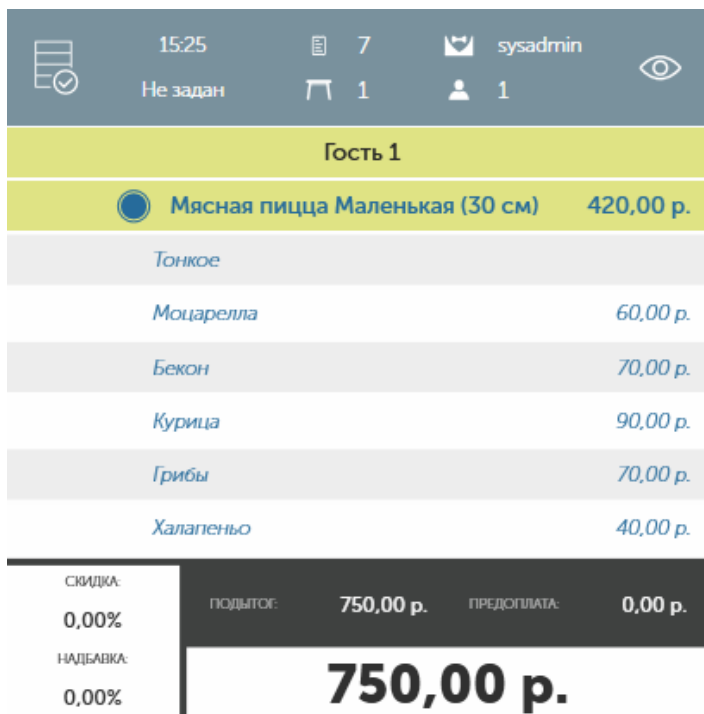 15:25 7 sysadmin
Не задан 1 1
Гость 1
Мясная пицца Маленькая (30 см) 420,00 р.
Тонкое
Моцарелла 60,00 р.
Бекон 70,00 р.
Курица 90,00 р.
Грибы 70,00 р.
Халапеньо 40,00 р.
СКИДКА:
0,00%
ПОДЫТОГ: 750,00 р. ПРЕДОПЛАТА: 0,00 р.
НАДБАВКА:
0,00%
750,00 р.